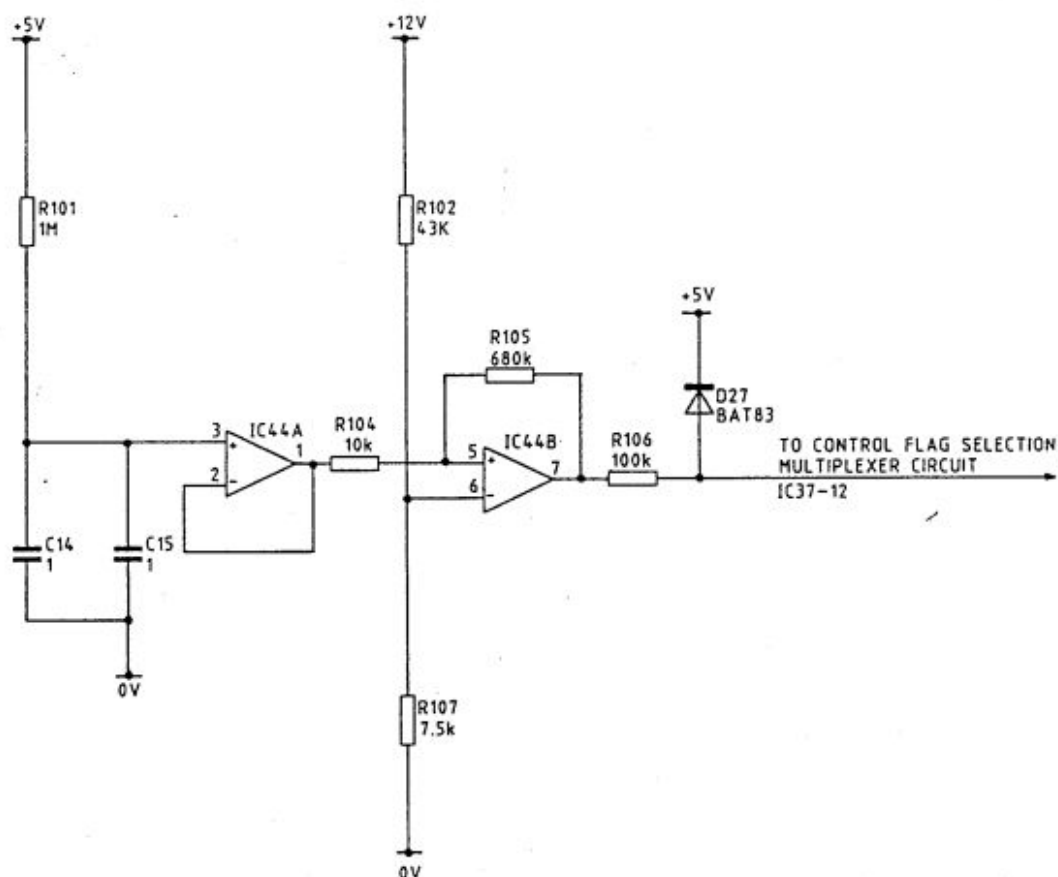 +5V
+12V
R101
1M
R102
43K
+5V
R105
680k
D27
BAT83
3
+
IC44A
1
2
-
R104
10k
5
+
IC44B
7
6
-
R106
100k
TO CONTROL FLAG SELECTION
MULTIPLEXER CIRCUIT
IC37-12
C14
1
C15
1
0V
R107
7.5k
0V